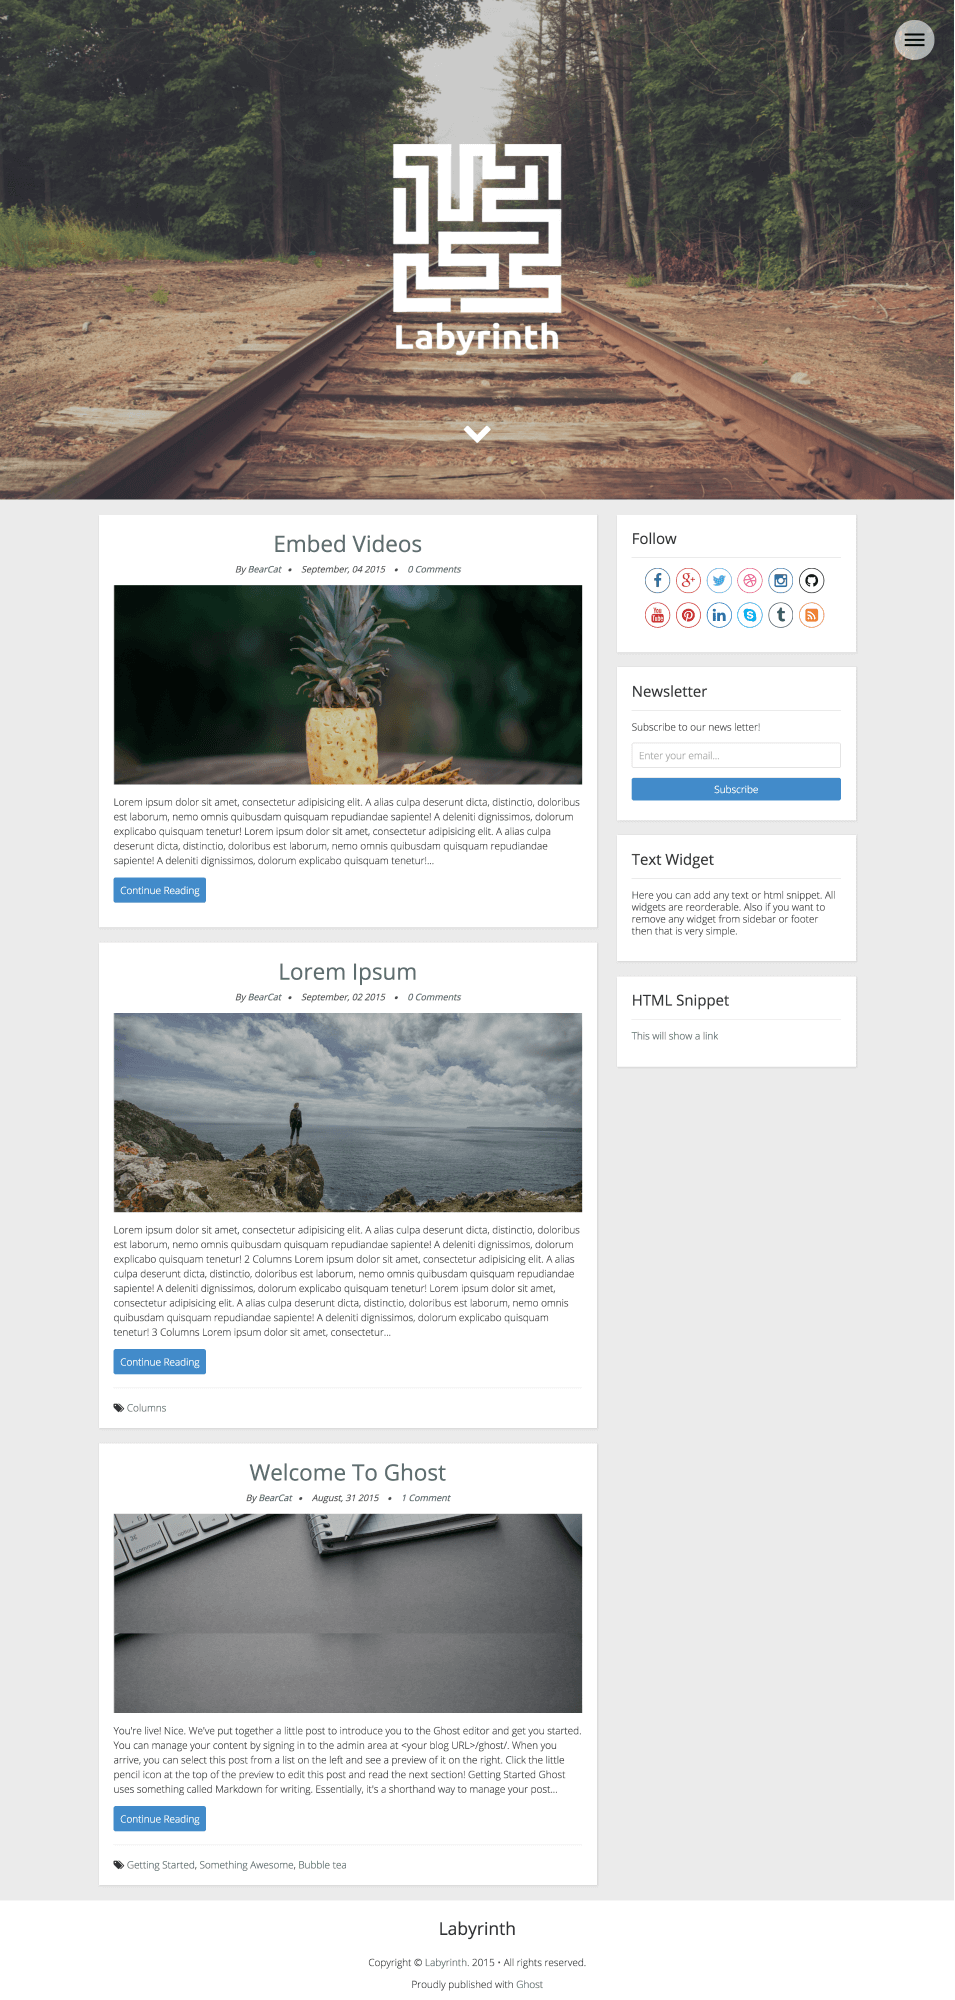 Labyrinth
Embed Videos
By BearCat • September, 04 2015 • 0 Comments
Lorem ipsum dolor sit amet, consectetur adipisicing elit. A alias culpa deserunt dicta, distinctio, doloribus
est laborum, nemo omnis quibusdam quisquam repudiandae sapiente! A deleniti dignissimos, dolorum
explicabo quisquam tenetur! Lorem ipsum dolor sit amet, consectetur adipisicing elit. A alias culpa
deserunt dicta, distinctio, doloribus est laborum, nemo omnis quibusdam quisquam repudiandae
sapiente! A deleniti dignissimos, dolorum explicabo quisquam tenetur!...
Continue Reading
Lorem Ipsum
By BearCat • September, 02 2015 • 0 Comments
Lorem ipsum dolor sit amet, consectetur adipisicing elit. A alias culpa deserunt dicta, distinctio, doloribus
est laborum, nemo omnis quibusdam quisquam repudiandae sapiente! A deleniti dignissimos, dolorum
explicabo quisquam tenetur! 2 Columns Lorem ipsum dolor sit amet, consectetur adipisicing elit. A alias
culpa deserunt dicta, distinctio, doloribus est laborum, nemo omnis quibusdam quisquam repudiandae
sapiente! A deleniti dignissimos, dolorum explicabo quisquam tenetur! Lorem ipsum dolor sit amet,
consectetur adipisicing elit. A alias culpa deserunt dicta, distinctio, doloribus est laborum, nemo omnis
quibusdam quisquam repudiandae sapiente! A deleniti dignissimos, dolorum explicabo quisquam
tenetur! 3 Columns Lorem ipsum dolor sit amet, consectetur...
Continue Reading
Columns
Welcome To Ghost
By BearCat • August, 31 2015 • 1 Comment
command
option
You're live! Nice. We've put together a little post to introduce you to the Ghost editor and get you started.
You can manage your content by signing in to the admin area at <your blog URL>/ghost/. When you
arrive, you can select this post from a list on the left and see a preview of it on the right. Click the little
pencil icon at the top of the preview to edit this post and read the next section! Getting Started Ghost
uses something called Markdown for writing. Essentially, it's a shorthand way to manage your post...
Continue Reading
Getting Started, Something Awesome, Bubble tea
Follow
You Tube
Newsletter
Subscribe to our news letter!
Enter your email...
Subscribe
Text Widget
Here you can add any text or html snippet. All
widgets are reorderable. Also if you want to
remove any widget from sidebar or footer
then that is very simple.
HTML Snippet
This will show a link
Labyrinth
Copyright © Labyrinth. 2015 • All rights reserved.
Proudly published with Ghost